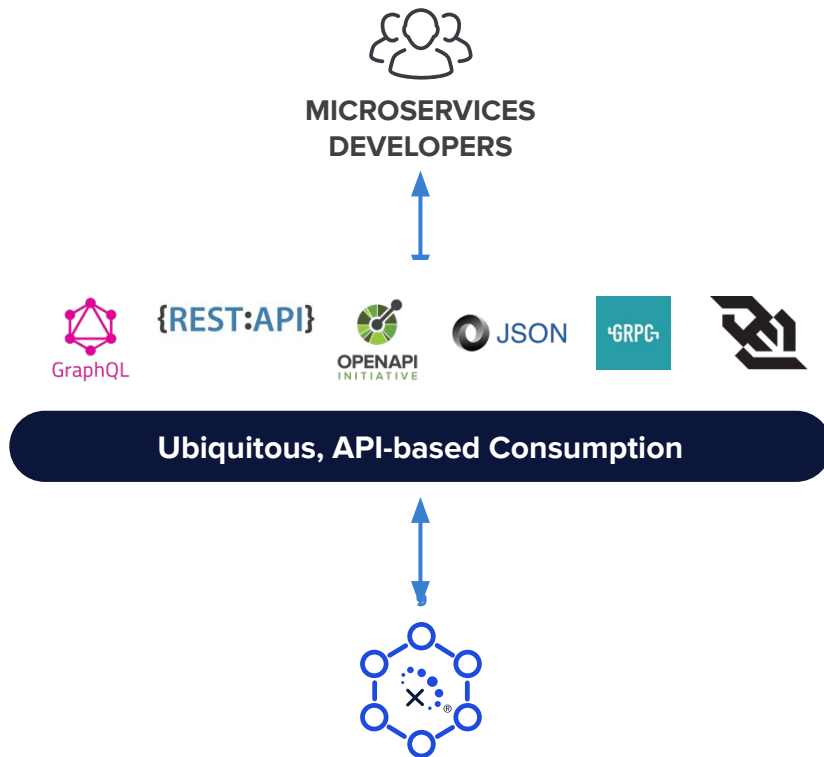 MICROSERVICES
DEVELOPERS
GraphQL
{REST:API}
OPENAPI
INITIATIVE
JSON
GRPC
Ubiquitous, API-based Consumption
®